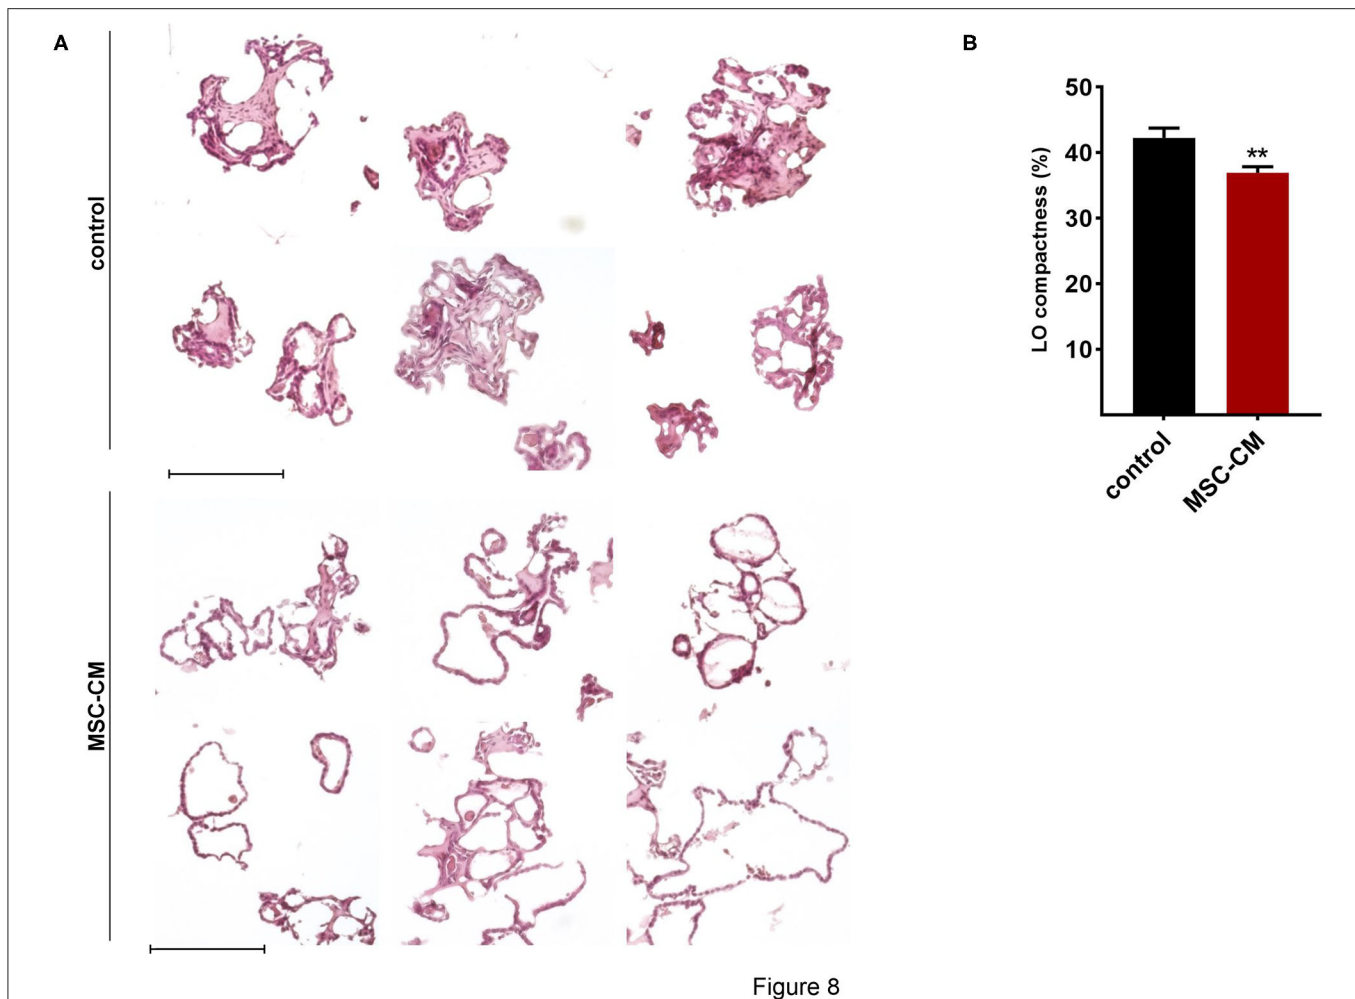 A
control
MSC-CM
B
LO compactness (%)
50
40
30
20
10
**
control
MSC-CM
Figure 8